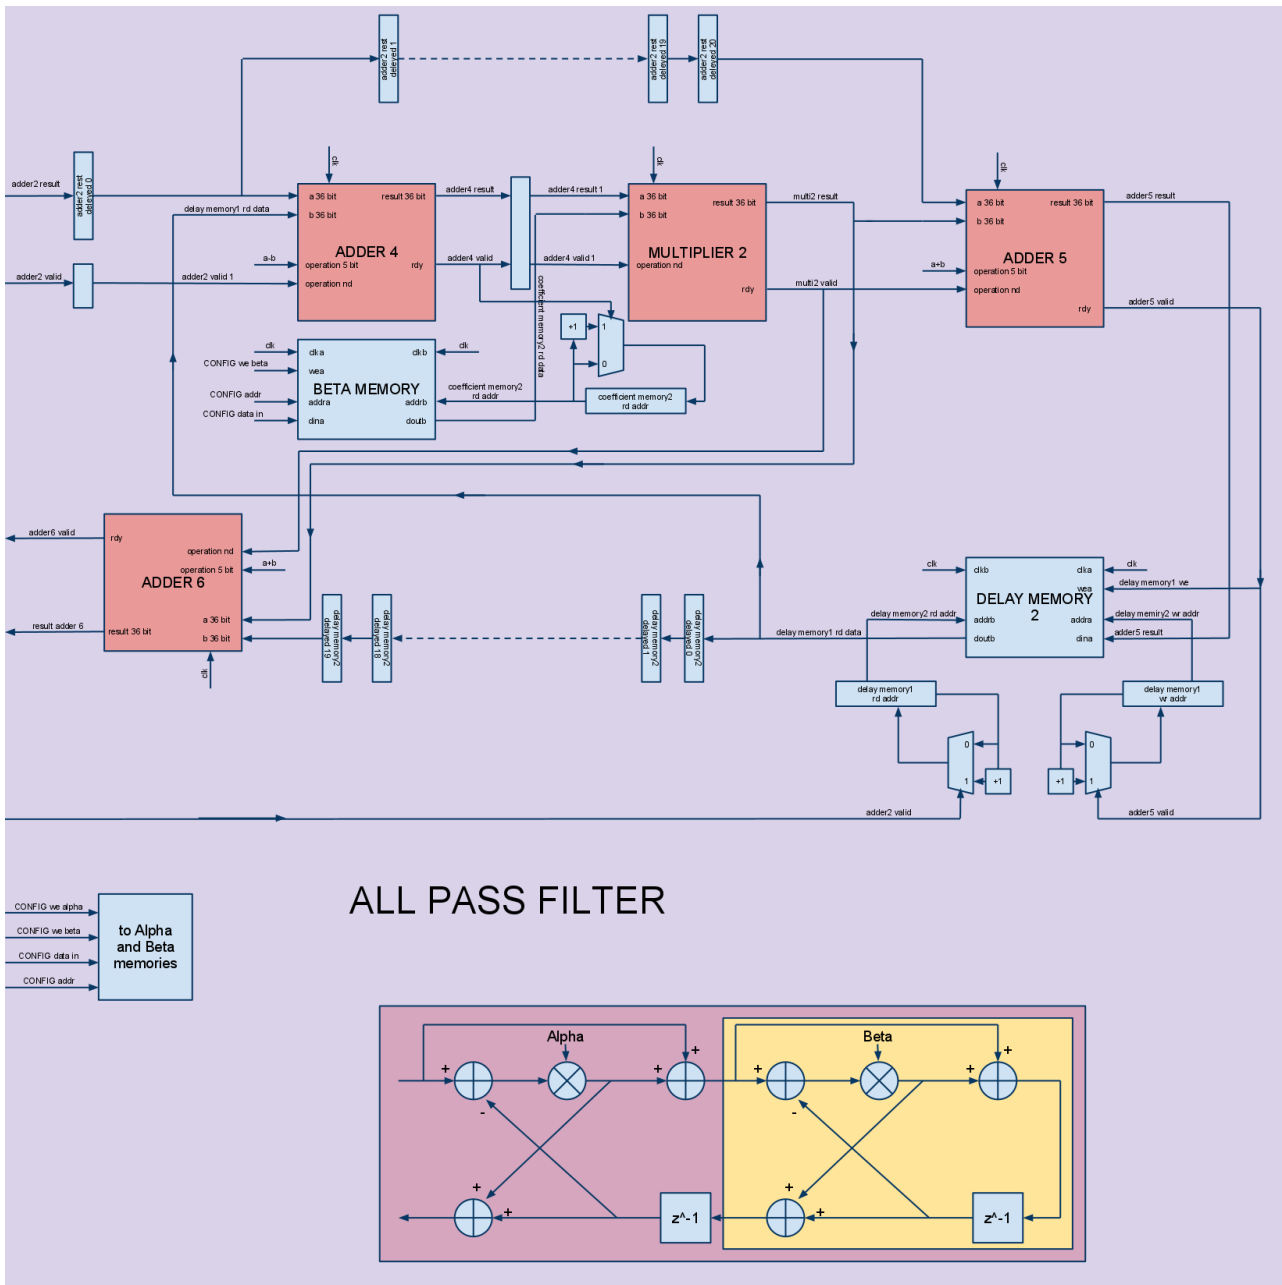 adder2 rest
deleyed 1
adder2 rest
deleyed 19
adder2 rest
deleyed 20
adder2 result
adder2 rest
deleyed 0
clk
a 36 bit
result 36 bit
delay memory1 rd data
b 36 bit
ADDER 4
a-b
operation 5 bit
rdy
adder2 valid
adder2 valid 1
operation nd
adder4 result
adder4 valid
adder4 result 1
adder4 valid 1
clk
a 36 bit
result 36 bit
b 36 bit
MULTIPLIER 2
operation nd
rdy
multi2 result
multi2 valid
clk
a 36 bit
result 36 bit
b 36 bit
ADDER 5
a+b
operation 5 bit
operation nd
rdy
adder5 result
adder5 valid
coefficient memory2 rd data
+1
1
0
clk
clka
clkb
clk
CONFIG we beta
wea
BETA MEMORY
CONFIG addr
addra
addrb
CONFIG data in
dina
doutb
coefficient memory2
rd addr
coefficient memory2
rd addr
adder6 valid
rdy
operation nd
operation 5 bit
a+b
ADDER 6
a 36 bit
result adder 6
result 36 bit
b 36 bit
clk
delay memory2
delayed 19
delay memory2
delayed 18
delay memory2
delayed 1
delay memory2
delayed 0
delay memory1 rd data
clk
clkb
clka
clk
wea
delay memory1 we
DELAY MEMORY
2
delay memory2 rd addr
addrb
addra
delay memiry2 wr addr
doutb
dina
adder5 result
delay memory1
rd addr
delay memory1
wr addr
0
1
+1
0
1
+1
adder2 valid
adder5 valid
ALL PASS FILTER
CONFIG we alpha
CONFIG we beta
CONFIG data in
CONFIG addr
to Alpha
and Beta
memories
Alpha
Beta
+
+
+
+
+
+
-
-
+
+
+
+
z^-1
z^-1